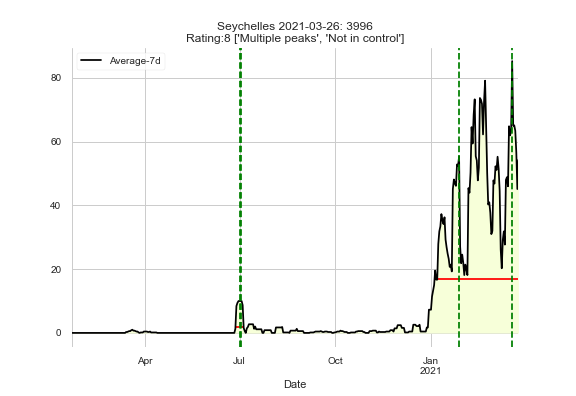 Seychelles 2021-03-26: 3996
Rating:8 ['Multiple peaks', 'Not in control']
Average-7d
80
60
40
20
0
Apr
Jul
Oct
Jan
2021
Date